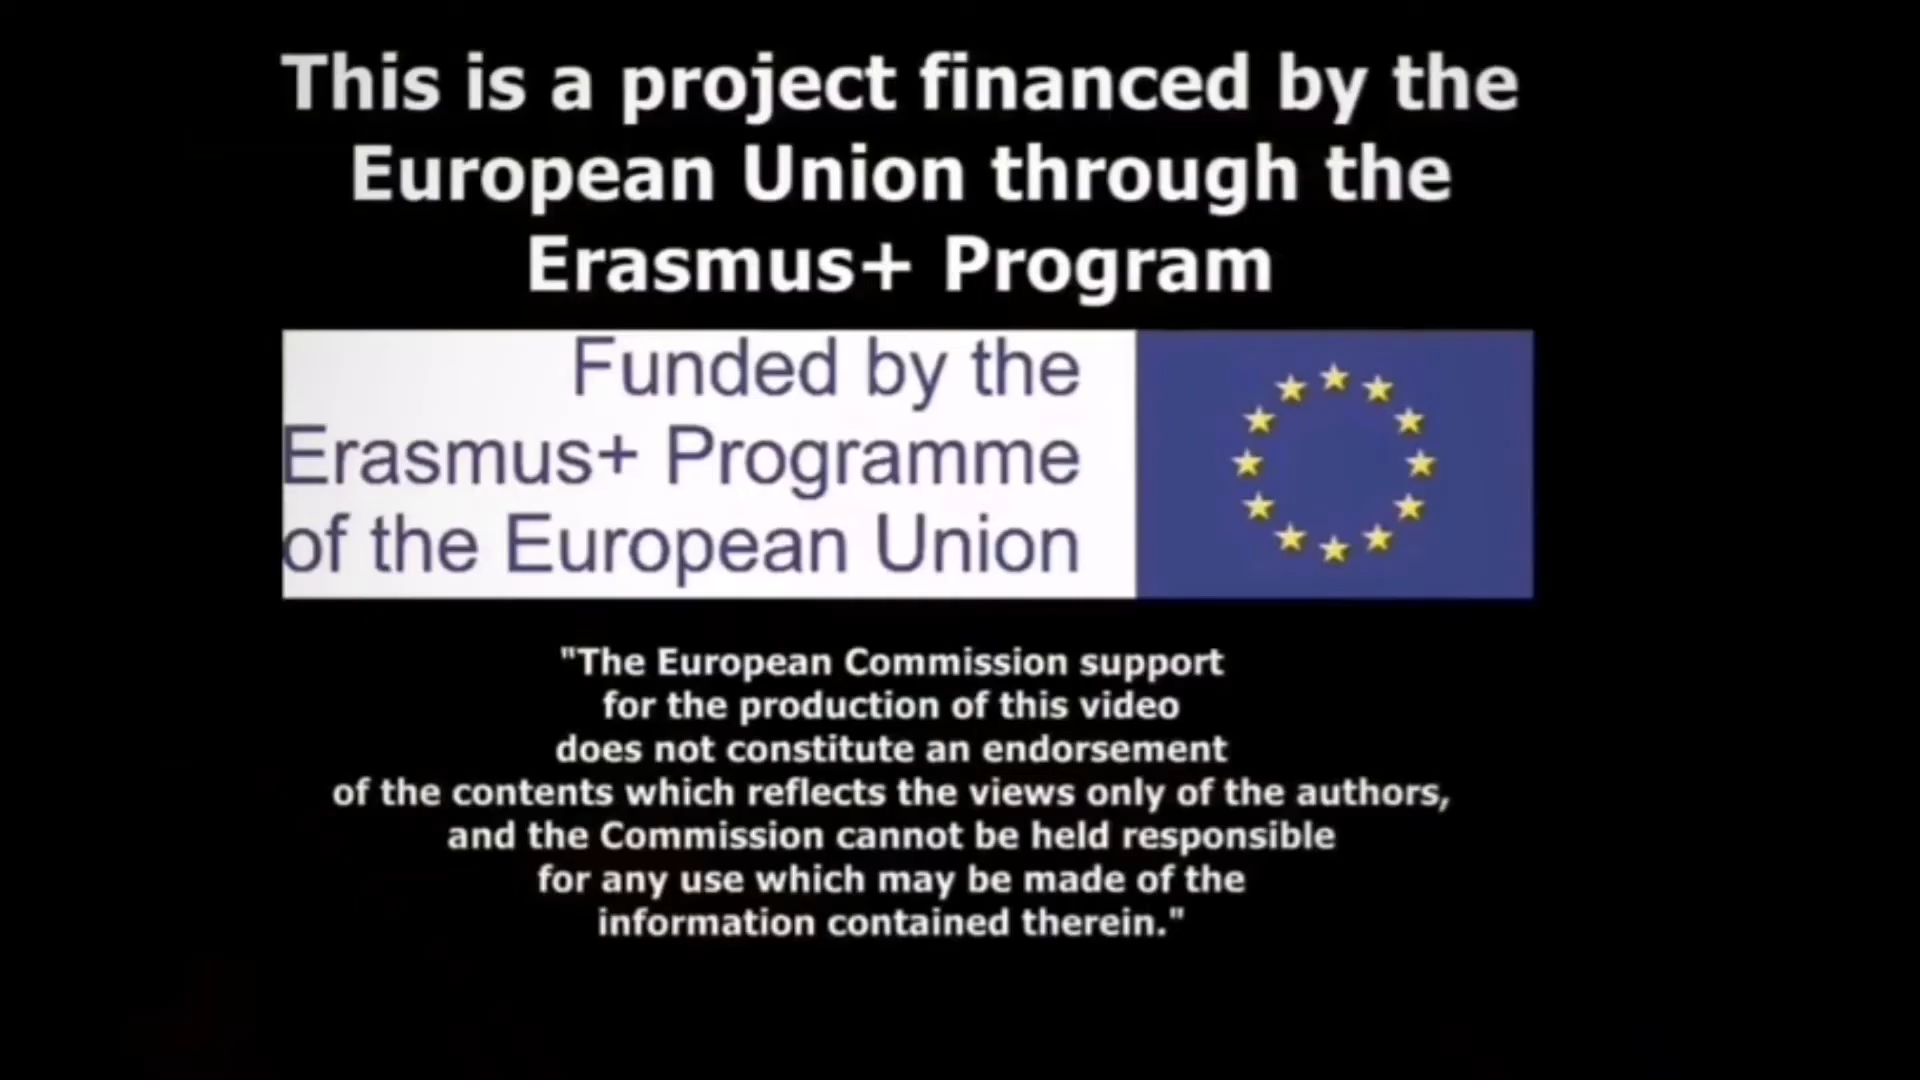 This is a project financed by the
European Union through the
Erasmus+ Program
Funded by the
Erasmus+ Programme
of the European Union
"The European Commission support
for the production of this video
does not constitute an endorsement
of the contents which reflects the views only of the authors,
and the Commission cannot be held responsible
for any use which may be made of the
information contained therein."